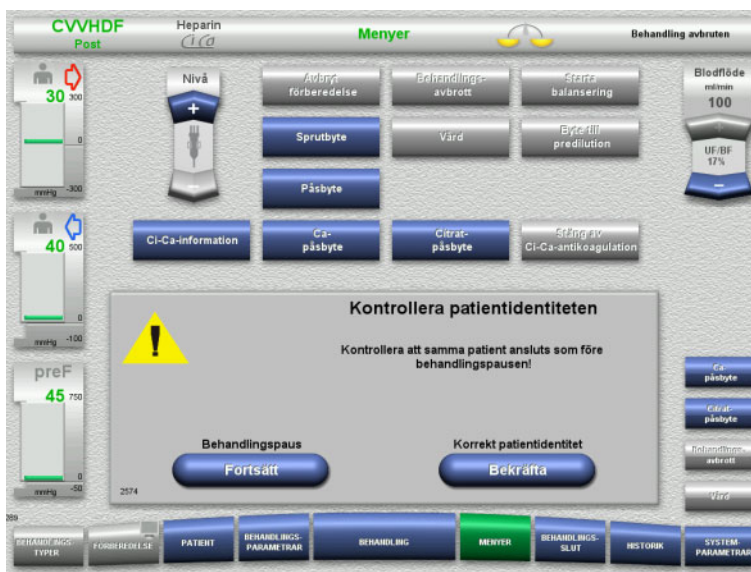 CVVHDF
Post
Heparin
Ci Ca
Menyer
Behandling avbruten
30
300
0
-300
mmHg
40
500
0
-100
mmHg
preF
45
750
0
-50
mmHg
Nivå
+
Avbryt
förberedelse
Behandlings-
avbrott
Starta
balansering
Sprutbyte
Vård
Byte till
predilution
Påsbyte
Ci-Ca-information
Ca-
påsbyte
Citrat-
påsbyte
Stäng av
Ci-Ca-antikoagulation
Blodflöde
ml/min
100
+
UF/BF
17%
−
Kontrollera patientidentiteten
!
Kontrollera att samma patient ansluts som före
behandlingspausen!
Behandlingspaus
Fortsätt
Korrekt patientidentitet
Bekräfta
2574
Ca-
påsbyte
Citrat-
påsbyte
Behandlings-
avbrott
Vård
BEHANDLINGS-
TYPER
FÖRBEREDELSE
PATIENT
BEHANDLINGS-
PARAMETRAR
BEHANDLING
MENYER
BEHANDLINGS-
SLUT
HISTORIK
SYSTEM-
PARAMETRAR